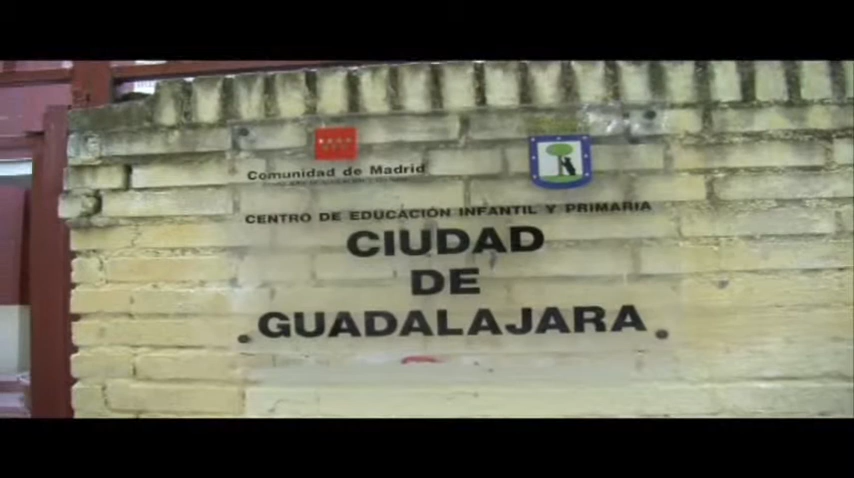 Comunidad de Madrid
CENTRO DE EDUCACIÓN INFANTIL Y PRIMARIA
CIUDAD
DE
GUADALAJARA